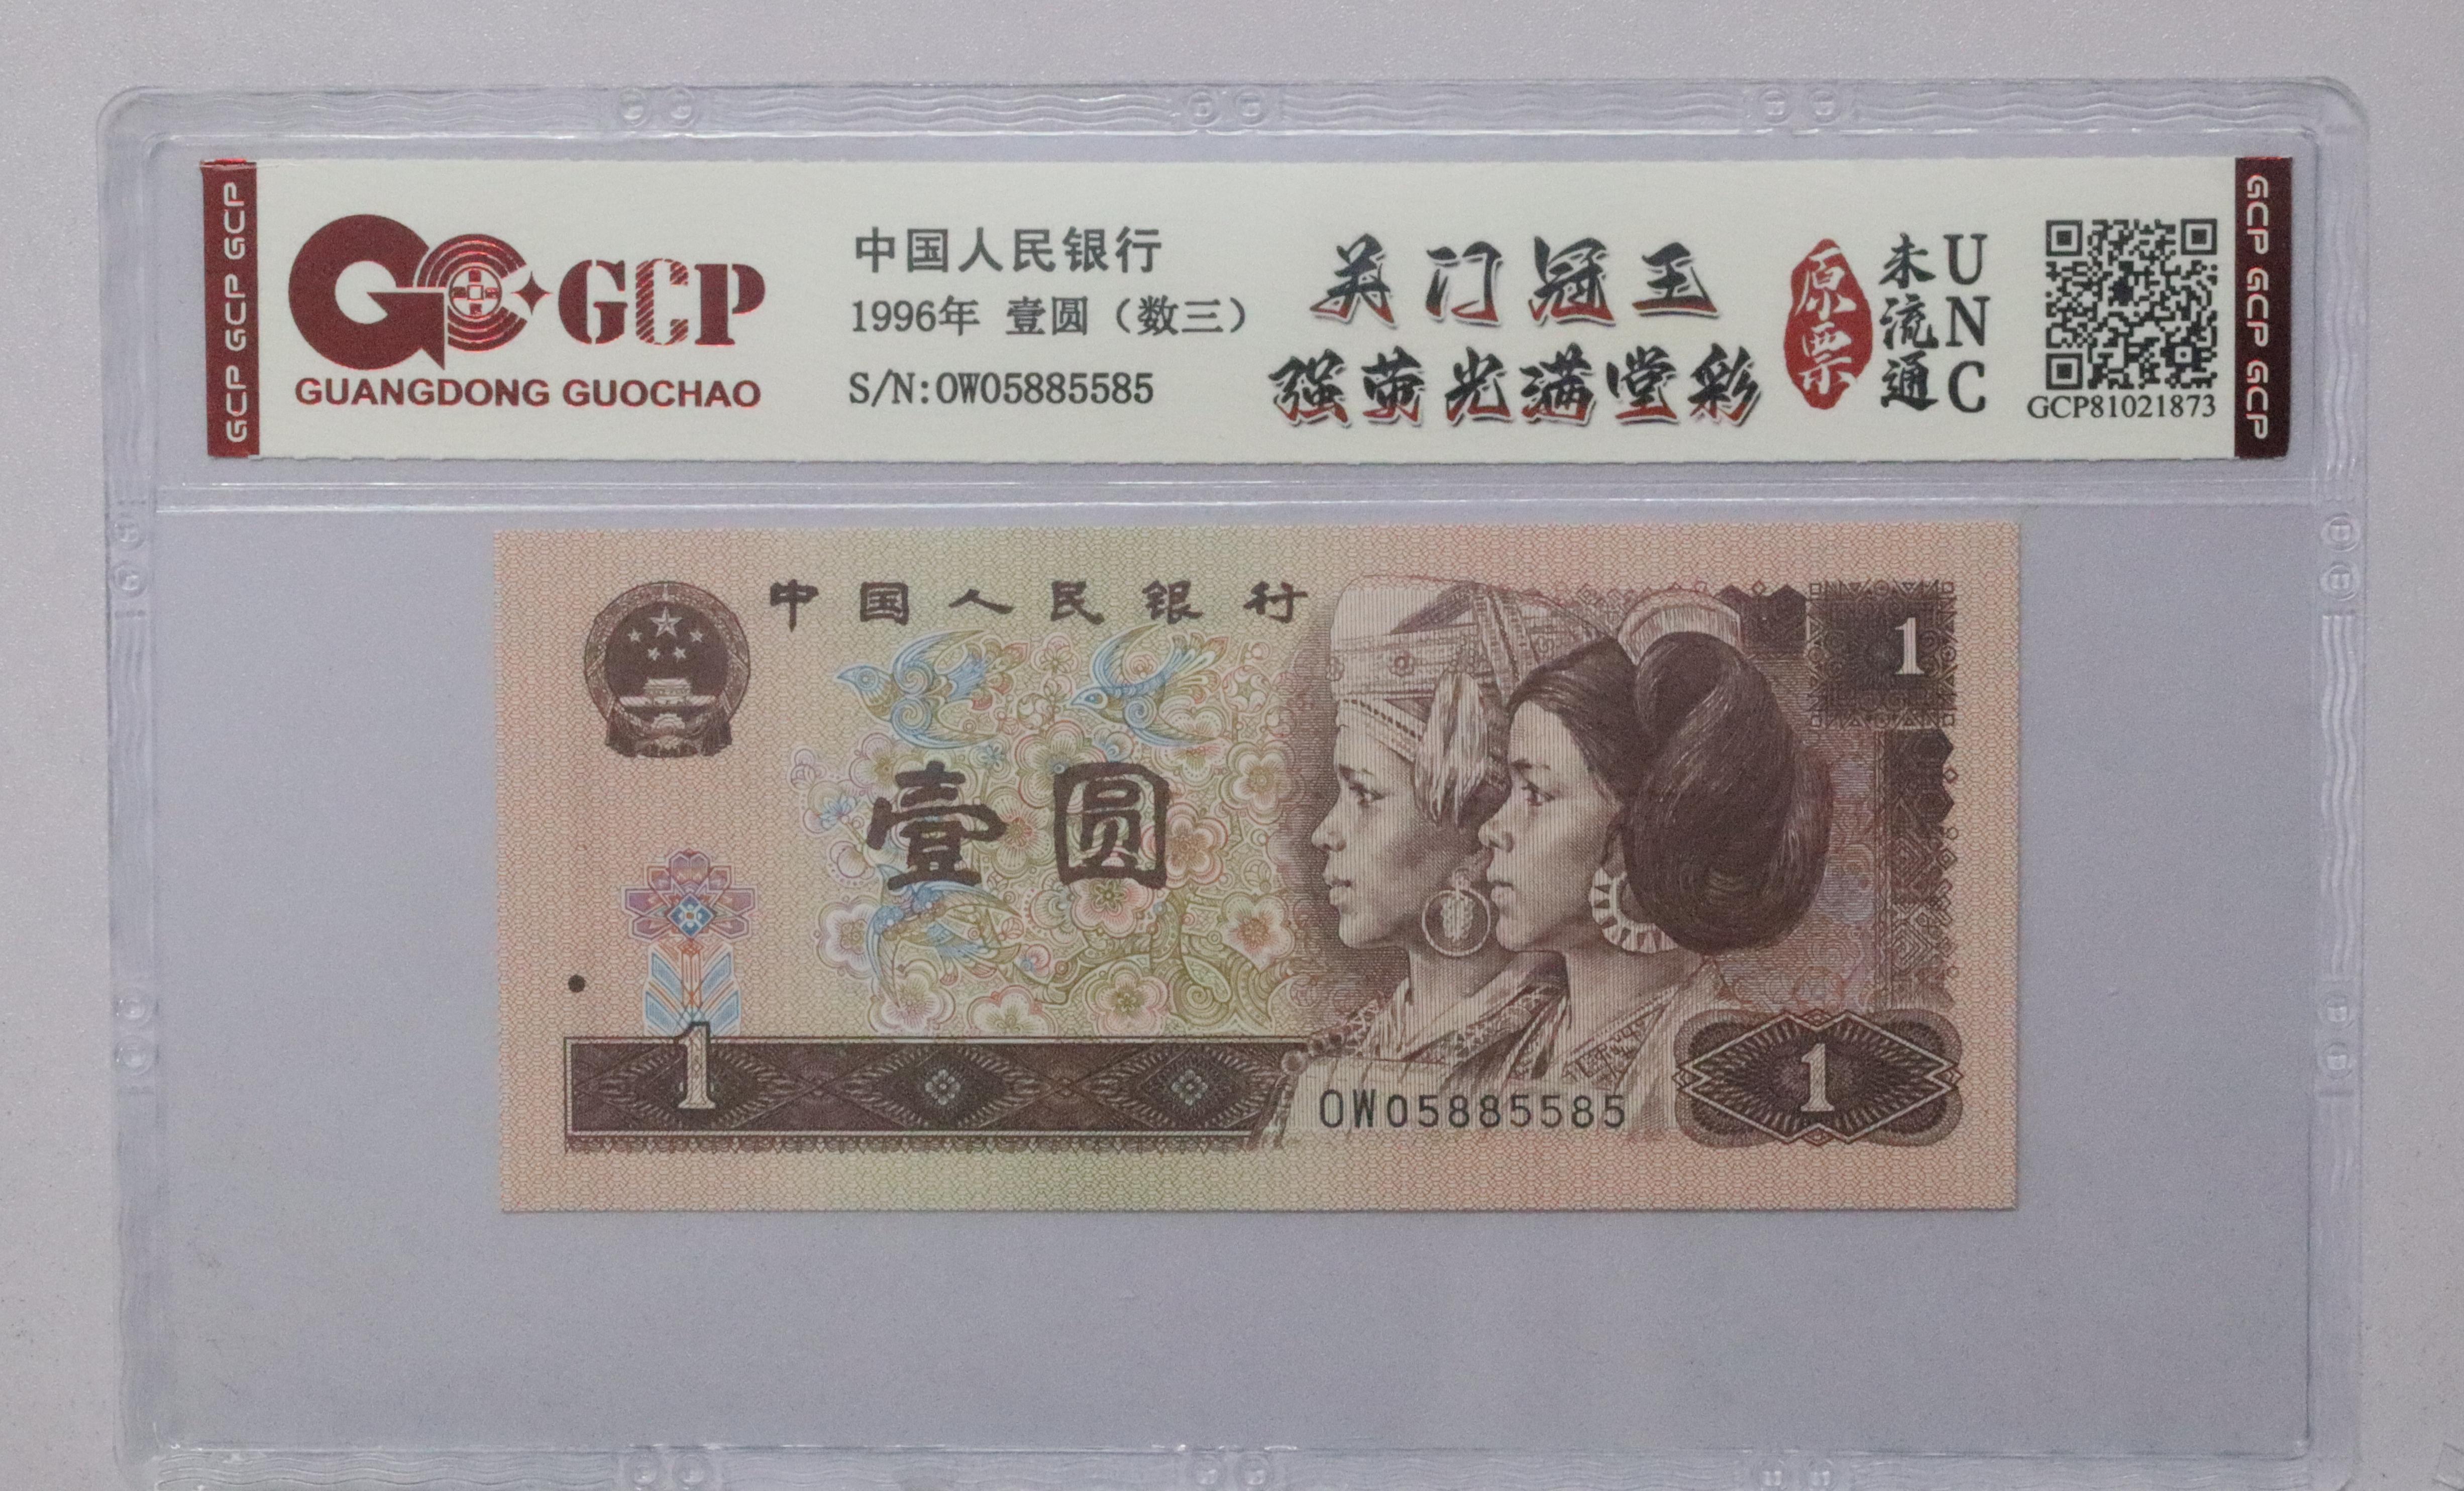 GCP GCP GCP
GCP
GUANGDONG GUOCHAO
中国人民银行
1996年 壹圆（数三）
S/N:OW05885585
关门冠王
强荧光满堂彩
原票
未流通
UNC
GCP81021873
GCP GCP GCP
中国人民银行
1
壹圆
1
OW05885585
1